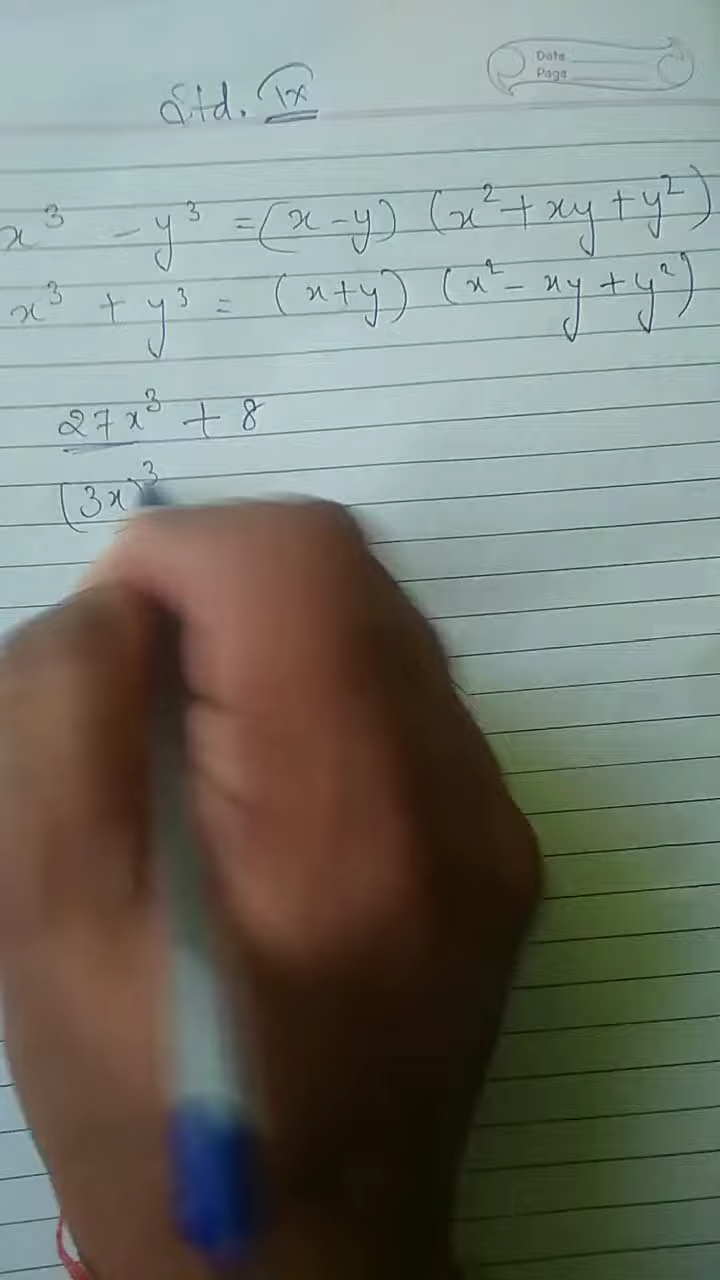 Date
Page
Std. IX
x³ - y³ = (x - y) (x² + xy + y²)
x³ + y³ = (x + y) (x² - xy + y²)
27x³ + 8
(3x)³